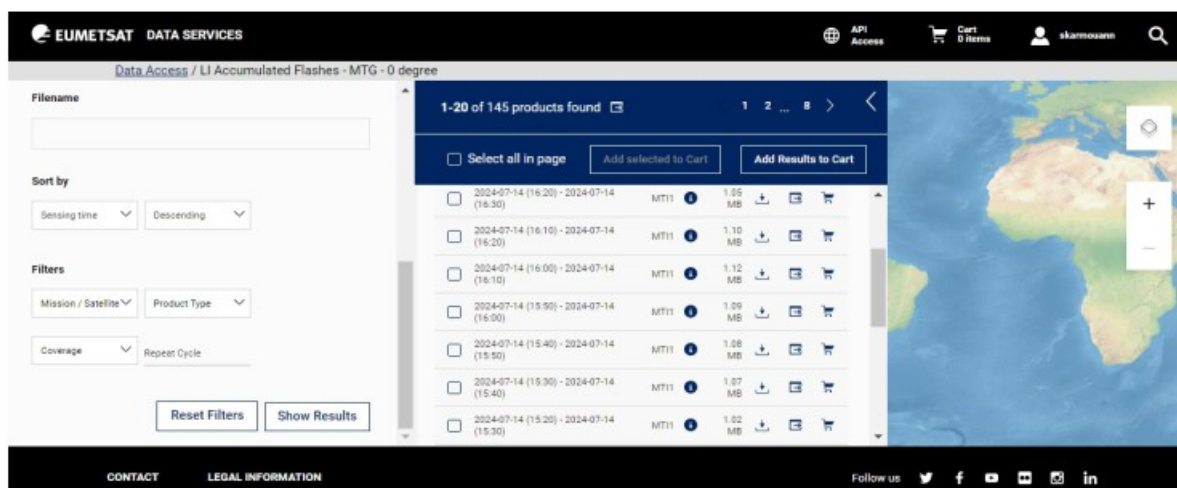 EUMETSAT DATA SERVICES
API Access
Cart 0 items
skarmouann
Data Access / LI Accumulated Flashes - MTG - 0 degree
Filename
Sort by
Sensing time
Descending
Filters
Mission / Satellite
Product Type
Coverage
Repeat Cycle
Reset Filters
Show Results
1-20 of 145 products found
1 2 ... 8 >
Select all in page
Add selected to Cart
Add Results to Cart
2024-07-14 (16:20) - 2024-07-14
(16:30)
MTI1
1.05
MB
2024-07-14 (16:10) - 2024-07-14
(16:20)
MTI1
1.10
MB
2024-07-14 (16:00) - 2024-07-14
(16:10)
MTI1
1.12
MB
2024-07-14 (15:50) - 2024-07-14
(16:00)
MTI1
1.09
MB
2024-07-14 (15:40) - 2024-07-14
(15:50)
MTI1
1.08
MB
2024-07-14 (15:30) - 2024-07-14
(15:40)
MTI1
1.07
MB
2024-07-14 (15:20) - 2024-07-14
(15:30)
MTI1
1.02
MB
+
CONTACT
LEGAL INFORMATION
Follow us